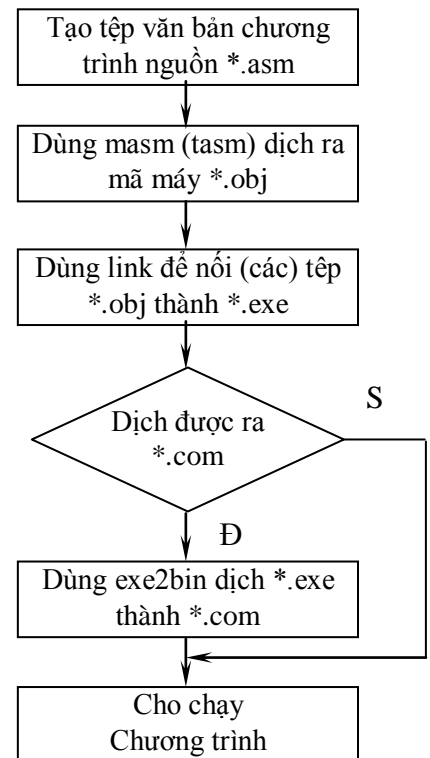 Tạo tệp văn bản chương
trình nguồn *.asm
Dùng masm (tasm) dịch ra
mã máy *.obj
Dùng link để nối (các) têp
*.obj thành *.exe
Dịch được ra
*.com
S
Đ
Dùng exe2bin dịch *.exe
thành *.com
Cho chạy
Chương trình